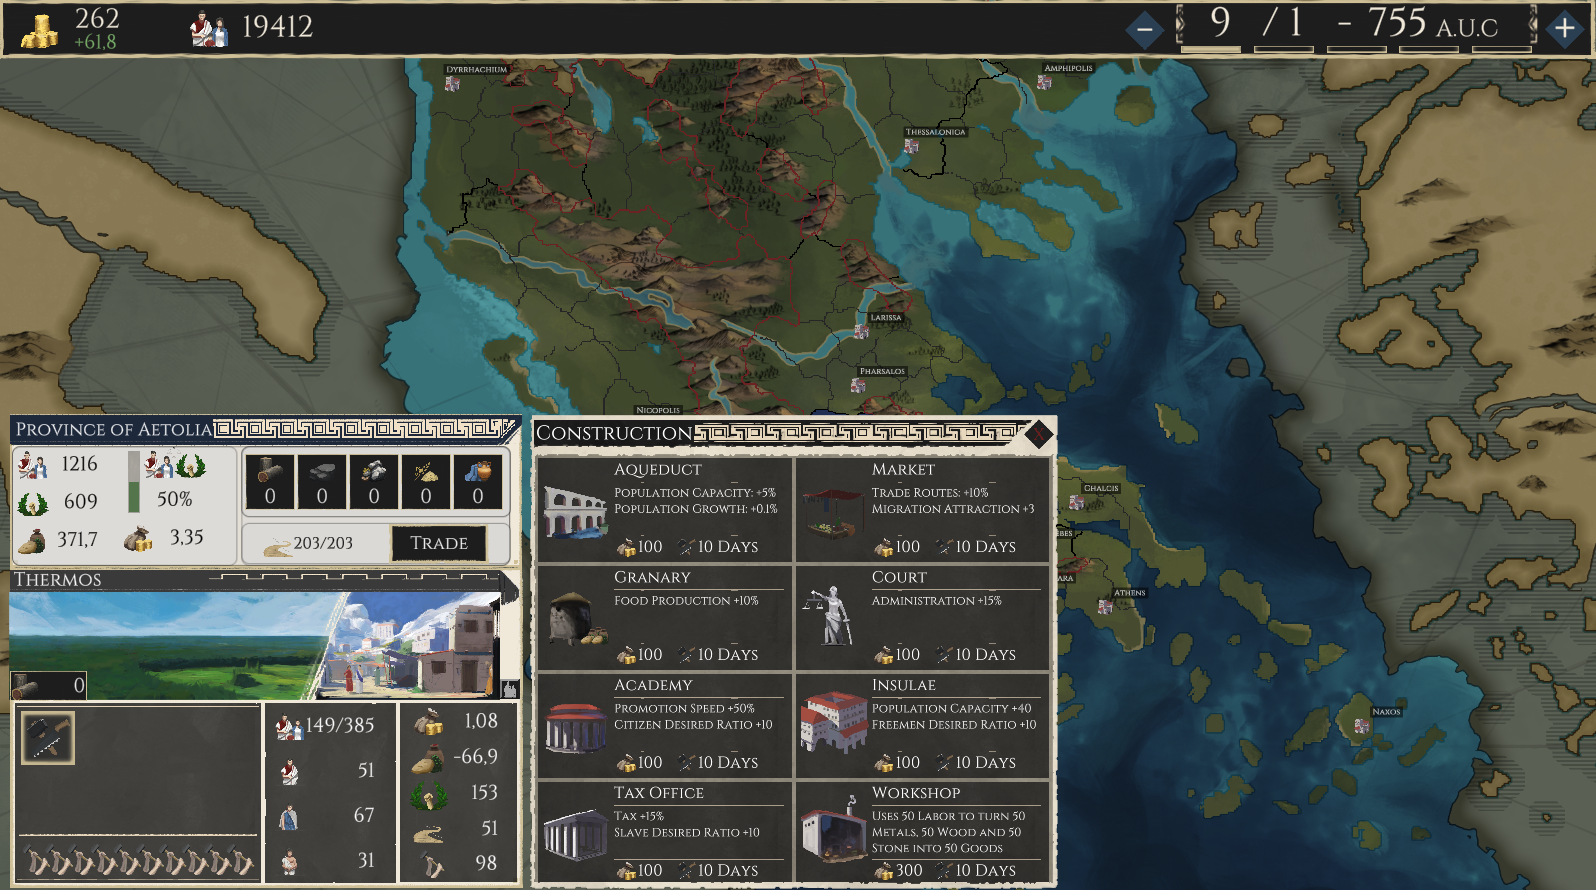 262
+61,8
19412
9 / 1 - 755 A.U.C
DYRRHACHIUM
AMPHIPOLIS
THESSALONICA
LARISSA
PHARSALOS
NICOPOLIS
CHALCIS
EBES
ARA
ATHENS
NAXOS
PROVINCE OF AETOLIA
1216
609
50%
371,7
3,35
0
0
0
0
0
203/203
TRADE
THERMOS
0
149/385
51
67
31
1,08
-66,9
153
51
98
CONSTRUCTION
X
AQUEDUCT
POPULATION CAPACITY: +5%
POPULATION GROWTH: +0.1%
100 10 DAYS
MARKET
TRADE ROUTES: +10%
MIGRATION ATTRACTION +3
100 10 DAYS
GRANARY
FOOD PRODUCTION +10%
100 10 DAYS
COURT
ADMINISTRATION +15%
100 10 DAYS
ACADEMY
PROMOTION SPEED +50%
CITIZEN DESIRED RATIO +10
100 10 DAYS
INSULAE
POPULATION CAPACITY +40
FREEMEN DESIRED RATIO +10
100 10 DAYS
TAX OFFICE
TAX +15%
SLAVE DESIRED RATIO +10
100 10 DAYS
WORKSHOP
USES 50 LABOR TO TURN 50
METALS, 50 WOOD AND 50
STONE INTO 50 GOODS
300 10 DAYS